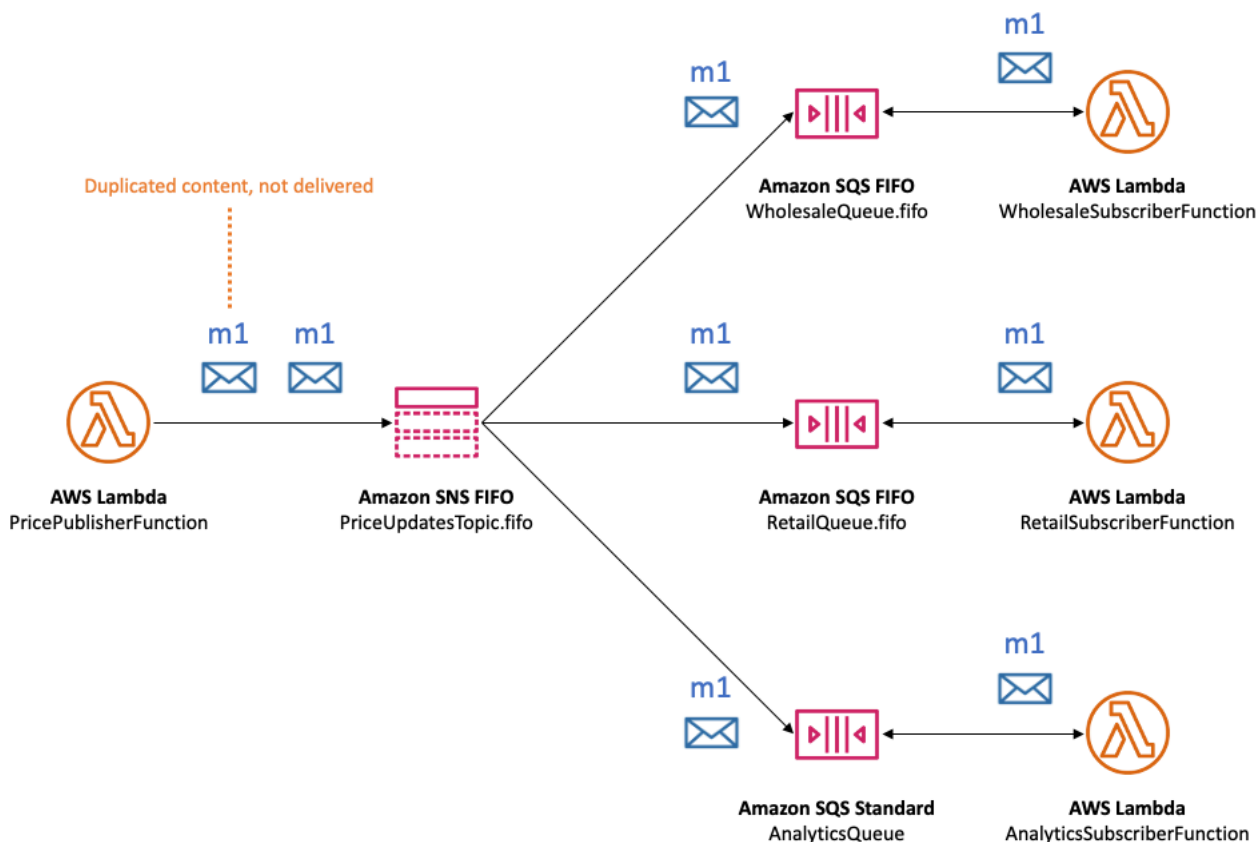 m1
m1
Amazon SQS FIFO
WholesaleQueue.fifo
AWS Lambda
WholesaleSubscriberFunction
Duplicated content, not delivered
m1
m1
m1
m1
AWS Lambda
PricePublisherFunction
Amazon SNS FIFO
PriceUpdatesTopic.fifo
Amazon SQS FIFO
RetailQueue.fifo
AWS Lambda
RetailSubscriberFunction
m1
m1
Amazon SQS Standard
AnalyticsQueue
AWS Lambda
AnalyticsSubscriberFunction